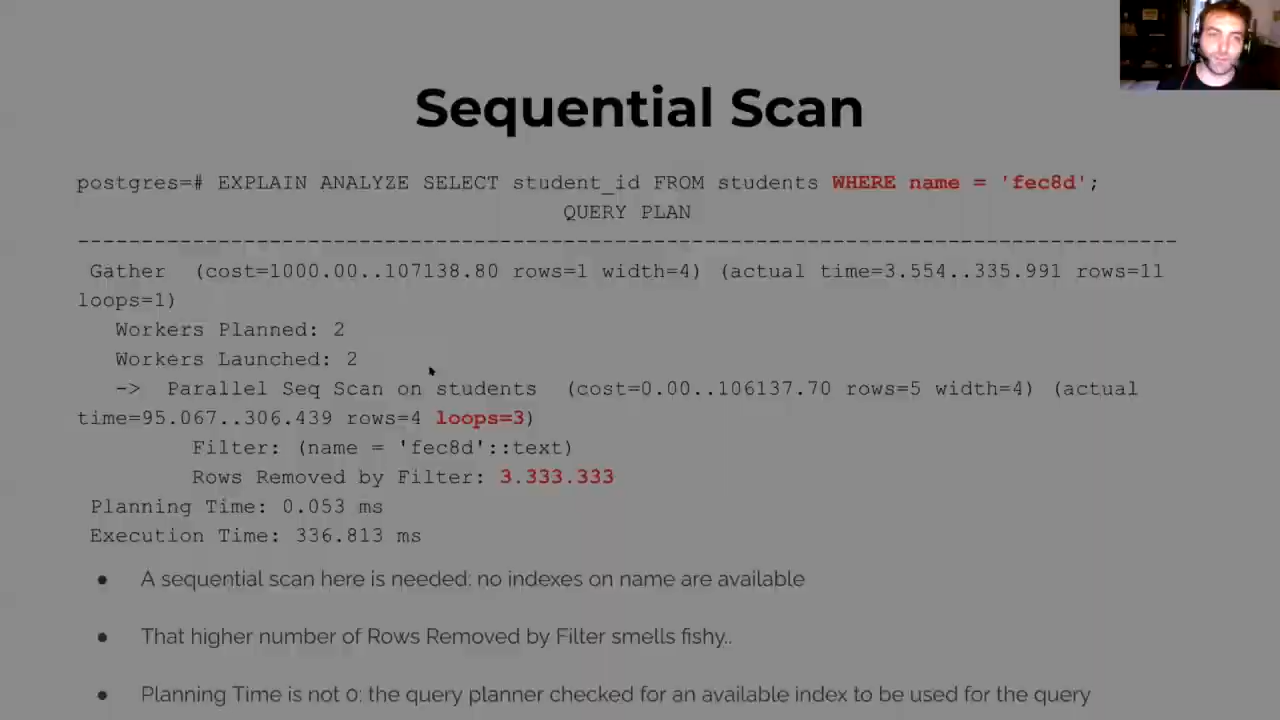 Sequential Scan
postgres=# EXPLAIN ANALYZE SELECT student_id FROM students WHERE name = 'fec8d';
QUERY PLAN
--------------------------------------------------------------------------------------
Gather (cost=1000.00..107138.80 rows=1 width=4) (actual time=3.554..335.991 rows=11
loops=1)
Workers Planned: 2
Workers Launched: 2
-> Parallel Seq Scan on students (cost=0.00..106137.70 rows=5 width=4) (actual
time=95.067..306.439 rows=4 loops=3)
Filter: (name = 'fec8d'::text)
Rows Removed by Filter: 3.333.333
Planning Time: 0.053 ms
Execution Time: 336.813 ms
● A sequential scan here is needed: no indexes on name are available
● That higher number of Rows Removed by Filter smells fishy..
● Planning Time is not 0: the query planner checked for an available index to be used for the query